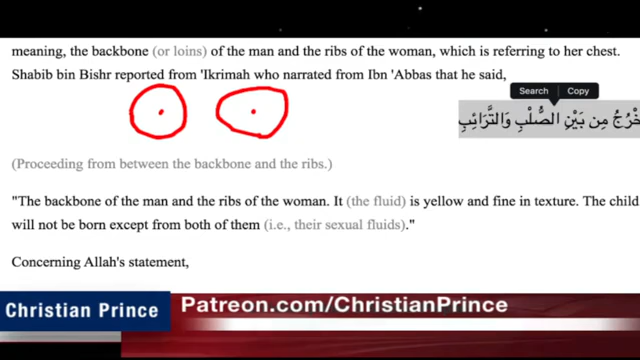 meaning, the backbone (or loins) of the man and the ribs of the woman, which is referring to her chest.
Shabib bin Bishr reported from 'Ikrimah who narrated from Ibn 'Abbas that he said,
Search Copy
خْرُجُ مِن بَيْنِ الصُّلْبِ وَالتَّرَائِبِ
(Proceeding from between the backbone and the ribs.)
"The backbone of the man and the ribs of the woman. It (the fluid) is yellow and fine in texture. The child
will not be born except from both of them (i.e., their sexual fluids)."
Concerning Allah's statement,
Christian Prince
Patreon.com/ChristianPrince